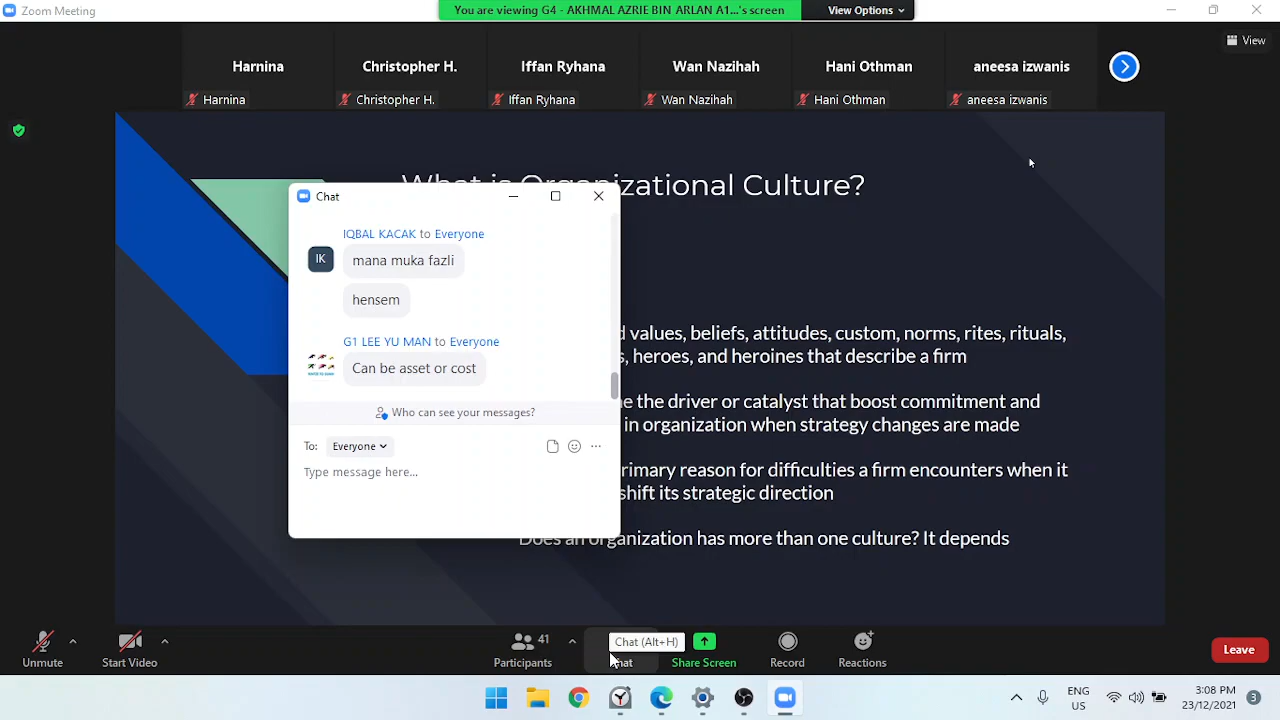 Zoom Meeting
You are viewing G4 - AKHMAL AZRIE BIN ARLAN A1...'s screen
View Options
View
Harnina
Christopher H.
Iffan Ryhana
Wan Nazihah
Hani Othman
aneesa izwanis
Harnina
Christopher H.
Iffan Ryhana
Wan Nazihah
Hani Othman
aneesa izwanis
What is Organizational Culture?
values, beliefs, attitudes, custom, norms, rites, rituals,
heroes, and heroines that describe a firm
the driver or catalyst that boost commitment and
in organization when strategy changes are made
reason for difficulties a firm encounters when it
shift its strategic direction
Does an organization has more than one culture? It depends
Chat
IQBAL KACAK to Everyone
IK
mana muka fazli
hensem
G1 LEE YU MAN to Everyone
Can be asset or cost
Who can see your messages?
To: Everyone
Type message here...
Unmute
Start Video
Participants
41
Chat (Alt+H)
Chat
Share Screen
Record
Reactions
Leave
ENG
US
3:08 PM
23/12/2021
3